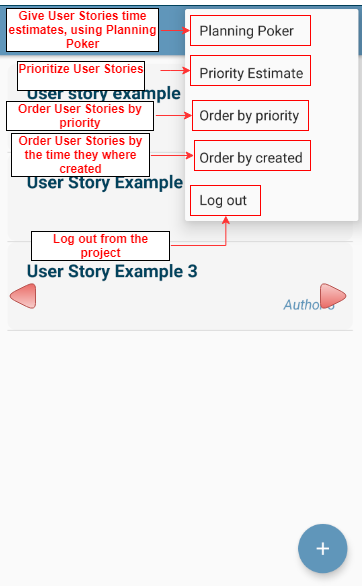 Give User Stories time
estimates, using Planning
Poker
Planning Poker
Prioritize User Stories
Priority Estimate
User story example
Order User Stories by
priority
Order by priority
Order User Stories by
the time they where
created
Order by created
User Story Example
Log out
Log out from the
project
User Story Example 3
+